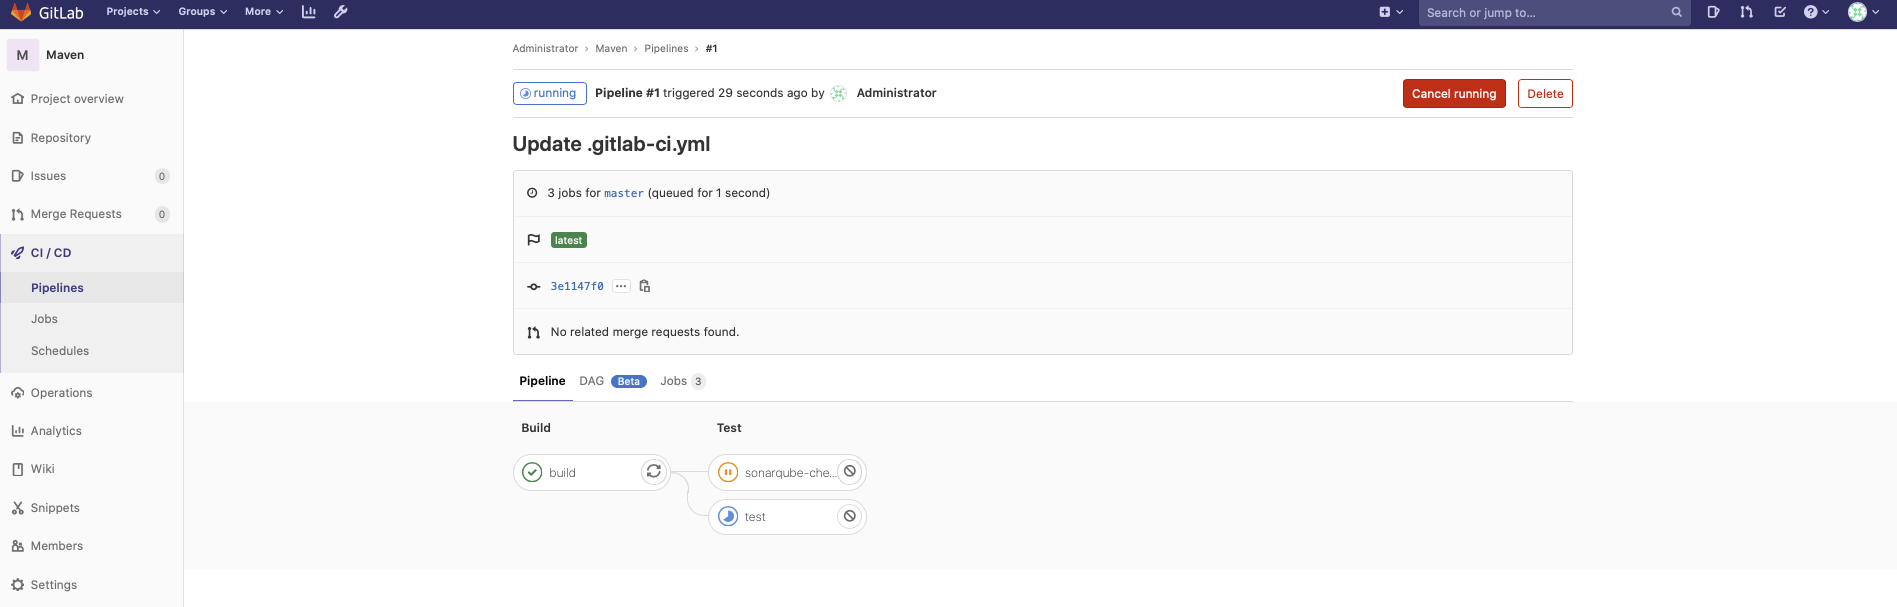 GitLab Projects Groups More Search or jump to...
M Maven
Project overview
Repository
Issues 0
Merge Requests 0
CI / CD
Pipelines
Jobs
Schedules
Operations
Analytics
Wiki
Snippets
Members
Settings
Administrator > Maven > Pipelines > #1
running Pipeline #1 triggered 29 seconds ago by Administrator Cancel running Delete
Update .gitlab-ci.yml
3 jobs for master (queued for 1 second)
latest
3e1147f0 ...
No related merge requests found.
Pipeline DAG Beta Jobs 3
Build Test
build sonarqube-che...
test